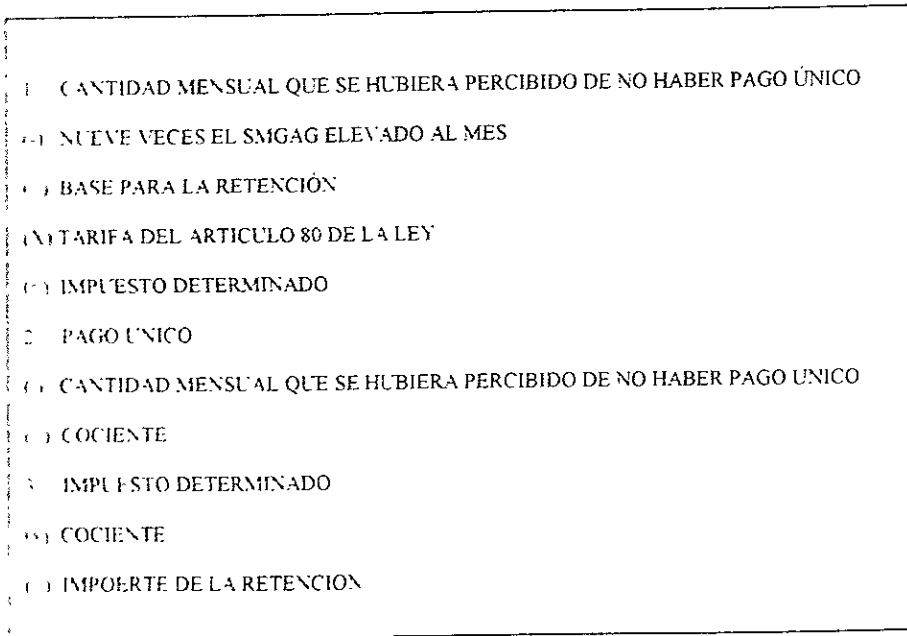 1 CANTIDAD MENSUAL QUE SE HUBIERA PERCIBIDO DE NO HABER PAGO ÚNICO
(-) NUEVE VECES EL SMGAG ELEVADO AL MES
( ) BASE PARA LA RETENCIÓN
(X) TARIFA DEL ARTICULO 80 DE LA LEY
(=) IMPUESTO DETERMINADO
2 PAGO UNICO
( ) CANTIDAD MENSUAL QUE SE HUBIERA PERCIBIDO DE NO HABER PAGO UNICO
( ) COCIENTE
3 IMPUESTO DETERMINADO
(x) COCIENTE
( ) IMPOERTE DE LA RETENCION